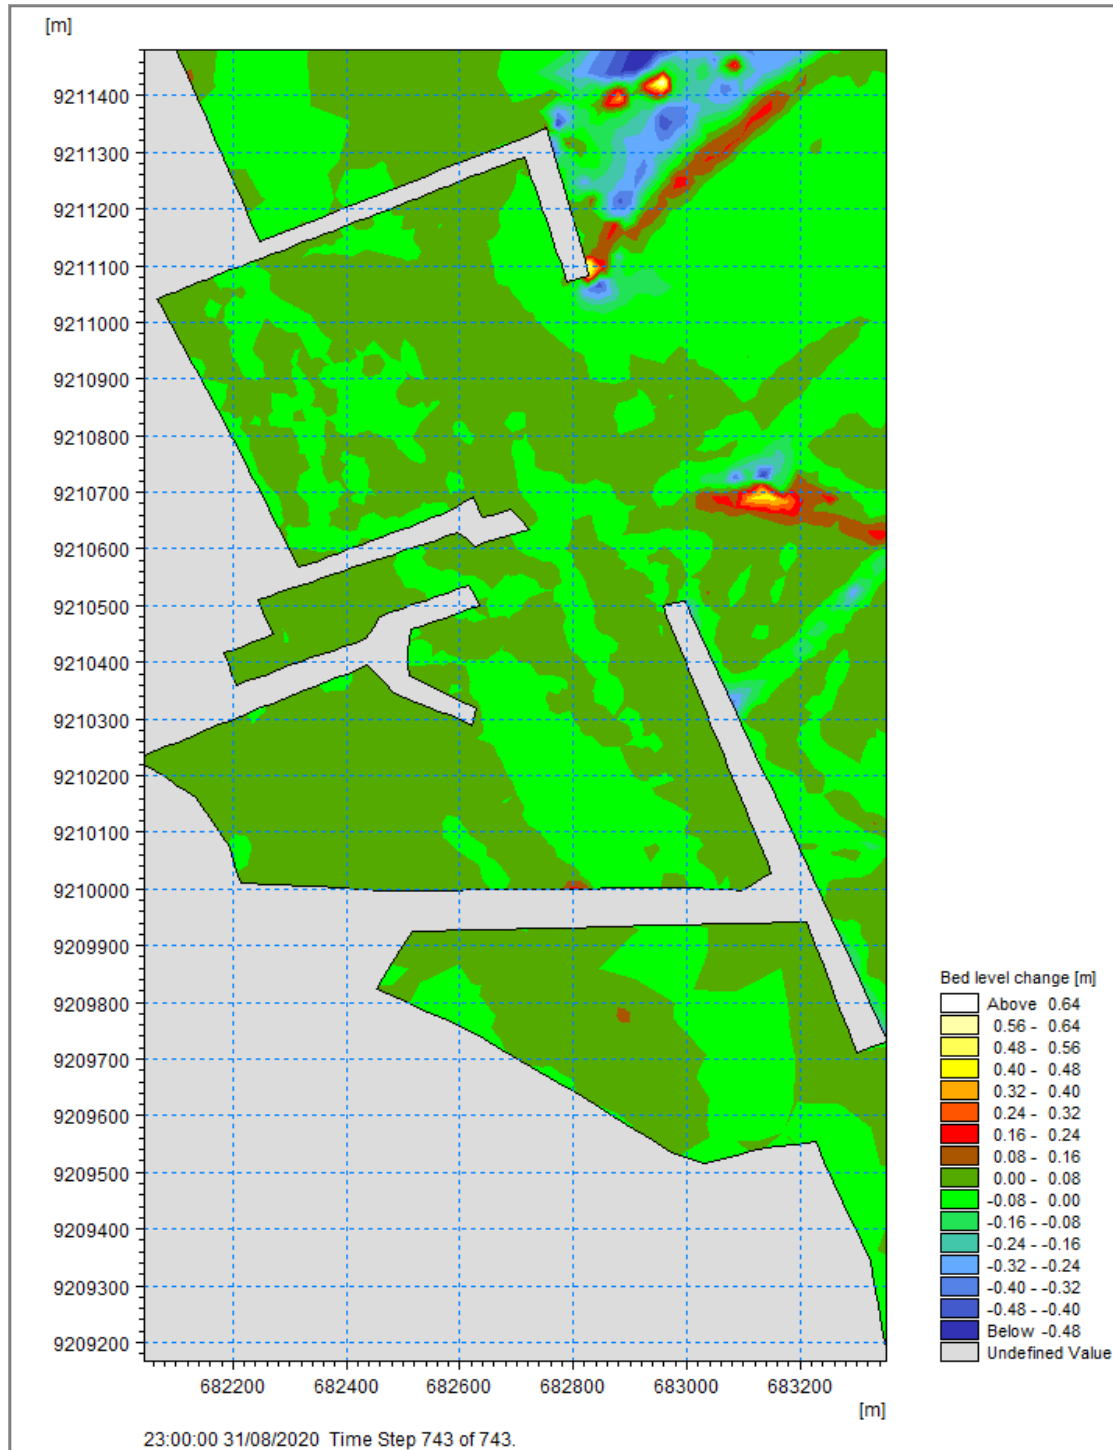 [m]
9211400
9211300
9211200
9211100
9211000
9210900
9210800
9210700
9210600
9210500
9210400
9210300
9210200
9210100
9210000
9209900
9209800
9209700
9209600
9209500
9209400
9209300
9209200
682200 682400 682600 682800 683000 683200
[m]
23:00:00 31/08/2020 Time Step 743 of 743.
Bed level change [m]
Above 0.64
0.56 - 0.64
0.48 - 0.56
0.40 - 0.48
0.32 - 0.40
0.24 - 0.32
0.16 - 0.24
0.08 - 0.16
0.00 - 0.08
-0.08 - 0.00
-0.16 - -0.08
-0.24 - -0.16
-0.32 - -0.24
-0.40 - -0.32
-0.48 - -0.40
Below -0.48
Undefined Value